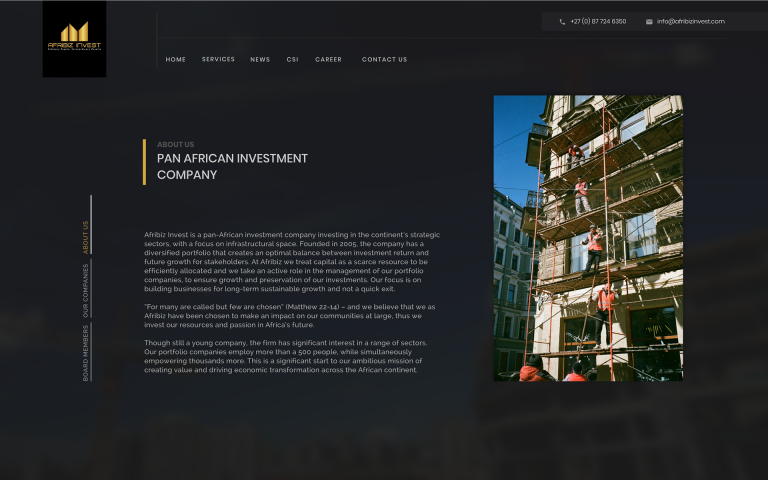 AFRIBIZ INVEST
+27 (0) 87 724 6350
info@afribizinvest.com
HOME
SERVICES
NEWS
CSI
CAREER
CONTACT US
ABOUT US
PAN AFRICAN INVESTMENT
COMPANY
ABOUT US
OUR COMPANIES
BOARD MEMBERS
Afribiz Invest is a pan-African investment company investing in the continent's strategic
sectors, with a focus on infrastructural space. Founded in 2005, the company has a
diversified portfolio that creates an optimal balance between investment return and
future growth for stakeholders. At Afribiz we treat capital as a scarce resource to be
efficiently allocated and we take an active role in the management of our portfolio
companies, to ensure growth and preservation of our investments. Our focus is on
building businesses for long-term sustainable growth and not a quick exit.
"For many are called but few are chosen" (Matthew 22-14) – and we believe that we as
Afribiz have been chosen to make an impact on our communities at large, thus we
invest our resources and passion in Africa's future.
Though still a young company, the firm has significant interest in a range of sectors.
Our portfolio companies employ more than a 500 people, while simultaneously
empowering thousands more. This is a significant start to our ambitious mission of
creating value and driving economic transformation across the African continent.